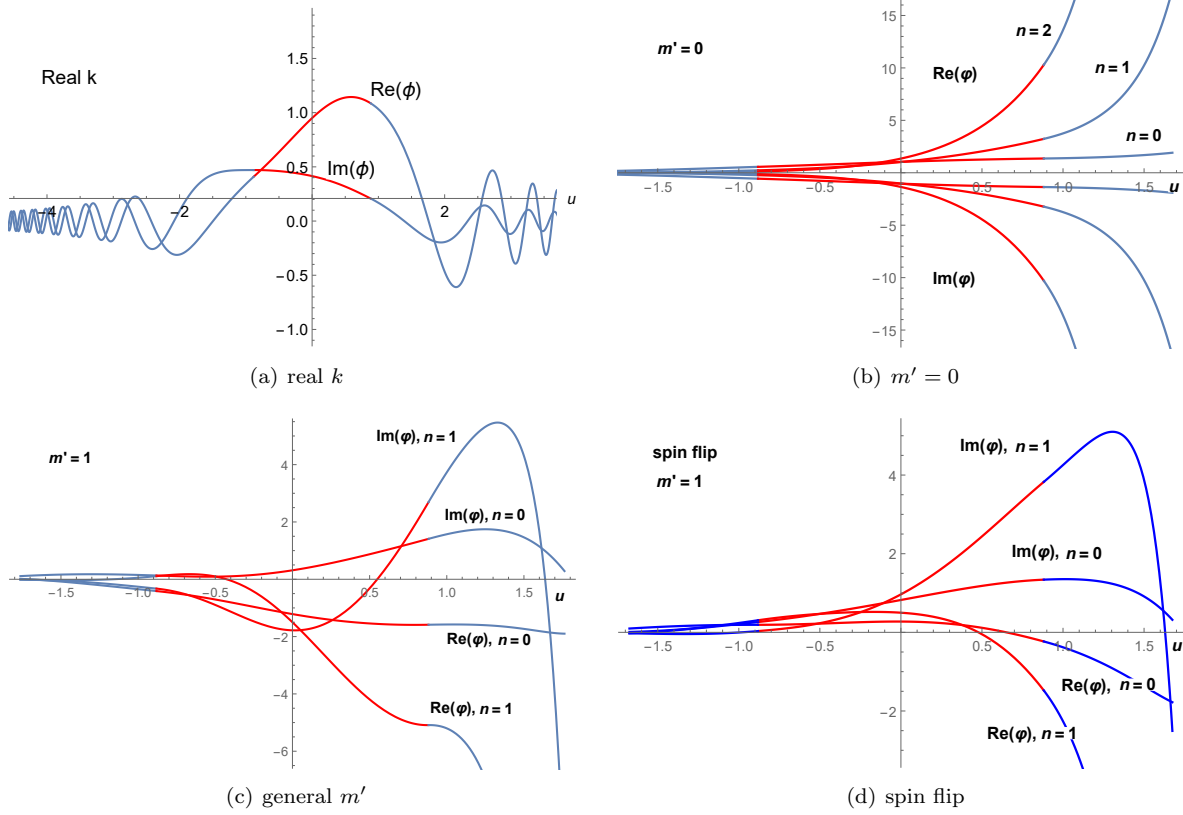 Real k
Re(ϕ)
Im(ϕ)
1.5
1.0
0.5
0.0
−0.5
−1.0
−4
−2
2
u
(a) real k
m' = 0
n = 2
n = 1
n = 0
Re(φ)
Im(φ)
15
10
5
−5
−10
−15
−1.5
−1.0
−0.5
0.5
1.0
1.5
u
(b) m′ = 0
m' = 1
Im(φ), n = 1
Im(φ), n = 0
Re(φ), n = 0
Re(φ), n = 1
4
2
−2
−4
−6
−1.5
−1.0
−0.5
0.5
1.0
1.5
u
(c) general m′
spin flip
m' = 1
Im(φ), n = 1
Im(φ), n = 0
Re(φ), n = 0
Re(φ), n = 1
4
2
−2
−1.5
−1.0
−0.5
0.5
1.0
1.5
u
(d) spin flip